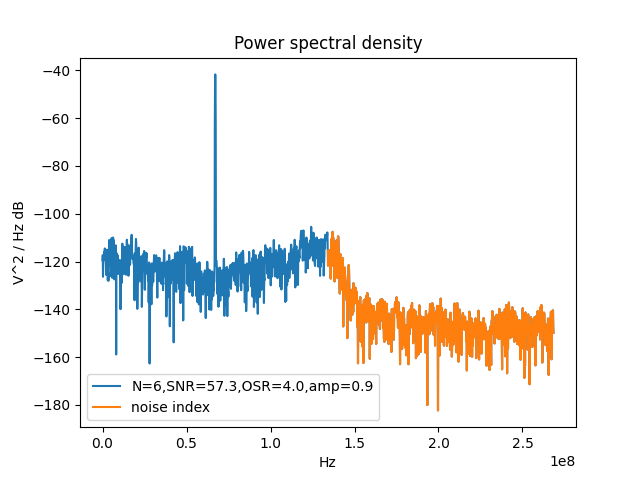 Power spectral density
V^2 / Hz dB
−40
−60
−80
−100
−120
−140
−160
−180
N=6,SNR=57.3,OSR=4.0,amp=0.9
noise index
0.0 0.5 1.0 1.5 2.0 2.5
1e8
Hz